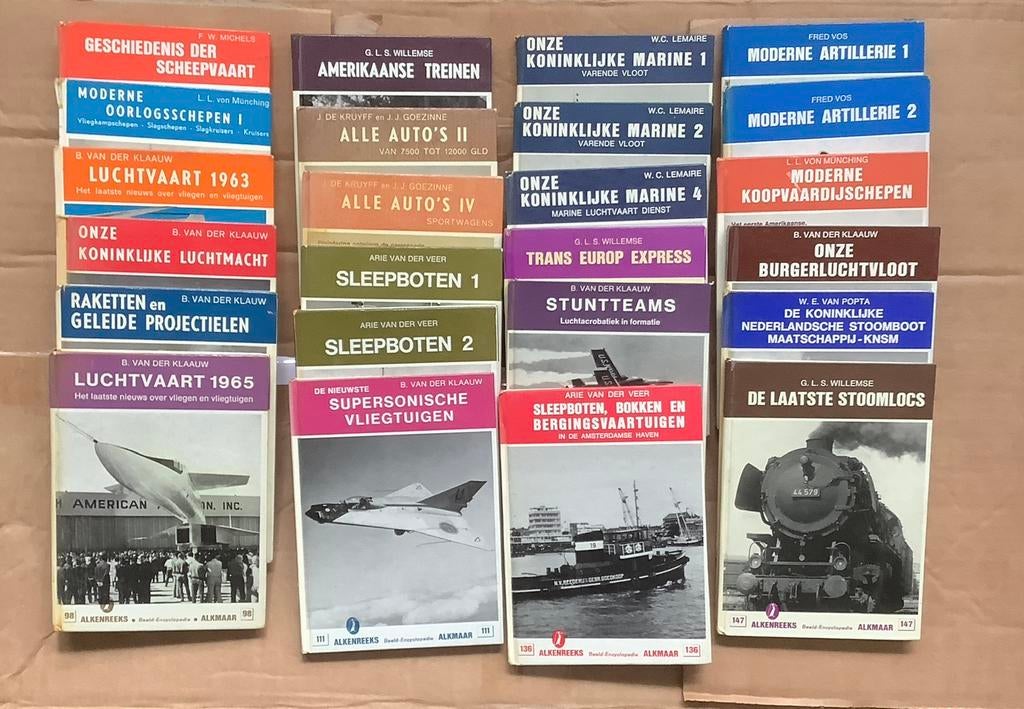 F. W. MICHELS
GESCHIEDENIS DER
SCHEEPVAART
L. L. von Münching
MODERNE
OORLOGSSCHEPEN I
Vliegkampschepen - Slagschepen - Slagkruisers - Kruisers
B. VAN DER KLAAUW
LUCHTVAART 1963
Het laatste nieuws over vliegen en vliegtuigen
B. VAN DER KLAAUW
ONZE
KONINKLIJKE LUCHTMACHT
B. VAN DER KLAUW
RAKETTEN en
GELEIDE PROJECTIELEN
B. VAN DER KLAAUW
LUCHTVAART 1965
Het laatste nieuws over vliegen en vliegtuigen
AMERICAN INC.
98 ALKENREEKS • Beeld-Encyclopedie • ALKMAAR 98
G. L. S. WILLEMSE
AMERIKAANSE TREINEN
J. DE KRUYFF en J. J. GOEZINNE
ALLE AUTO'S II
VAN 7500 TOT 12000 GLD
J. DE KRUYFF en J. J. GOEZINNE
ALLE AUTO'S IV
SPORTWAGENS
ARIE VAN DER VEER
SLEEPBOTEN 1
ARIE VAN DER VEER
SLEEPBOTEN 2
DE NIEUWSTE B. VAN DER KLAAUW
SUPERSONISCHE
VLIEGTUIGEN
111 ALKENREEKS Beeld-Encyclopedie ALKMAAR 111
W.C. LEMAIRE
ONZE
KONINKLIJKE MARINE 1
VARENDE VLOOT
W.C. LEMAIRE
ONZE
KONINKLIJKE MARINE 2
VARENDE VLOOT
W.C. LEMAIRE
ONZE
KONINKLIJKE MARINE 4
MARINE LUCHTVAART DIENST
G. L. S. WILLEMSE
TRANS EUROP EXPRESS
B. VAN DER KLAAUW
STUNTTEAMS
Luchtacrobatiek in formatie
ARIE VAN DER VEER
SLEEPBOTEN, BOKKEN EN
BERGINGSVAARTUIGEN
IN DE AMSTERDAMSE HAVEN
19
N.V. REEDERIJ v/h GEBR. GOEDKOOP
136 ALKENREEKS Beeld-Encyclopedie ALKMAAR 136
FRED VOS
MODERNE ARTILLERIE 1
FRED VOS
MODERNE ARTILLERIE 2
L. L. VON MÜNCHING
MODERNE
KOOPVAARDIJSCHEPEN
Het eerste Amerikaanse,
B. VAN DER KLAAUW
ONZE
BURGERLUCHTVLOOT
W. E. VAN POPTA
DE KONINKLIJKE
NEDERLANDSCHE STOOMBOOT
MAATSCHAPPIJ-KNSM
G. L. S. WILLEMSE
DE LAATSTE STOOMLOCS
44 579
147 ALKENREEKS Beeld-Encyclopedie ALKMAAR 147